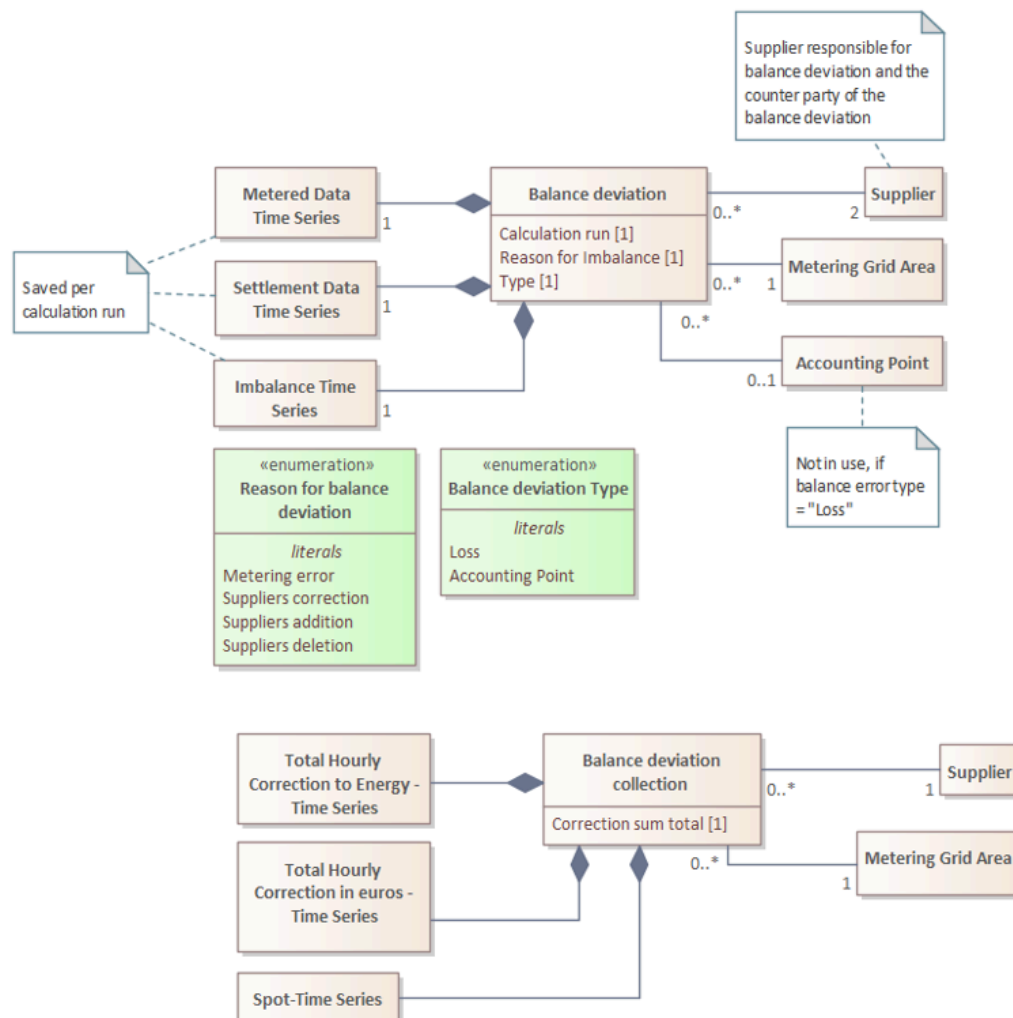 Supplier responsible for
balance deviation and the
counter party of the
balance deviation
Metered Data
Time Series
1
Balance deviation
Calculation run [1]
Reason for Imbalance [1]
Type [1]
0..*
2
Supplier
Saved per
calculation run
Settlement Data
Time Series
1
0..*
1
Metering Grid Area
0..*
0..1
Accounting Point
Imbalance Time
Series
1
Not in use, if
balance error type
= "Loss"
«enumeration»
Reason for balance
deviation
literals
Metering error
Suppliers correction
Suppliers addition
Suppliers deletion
«enumeration»
Balance deviation Type
literals
Loss
Accounting Point
Total Hourly
Correction to Energy -
Time Series
Balance deviation
collection
Correction sum total [1]
0..*
1
Supplier
Total Hourly
Correction in euros -
Time Series
0..*
1
Metering Grid Area
Spot-Time Series